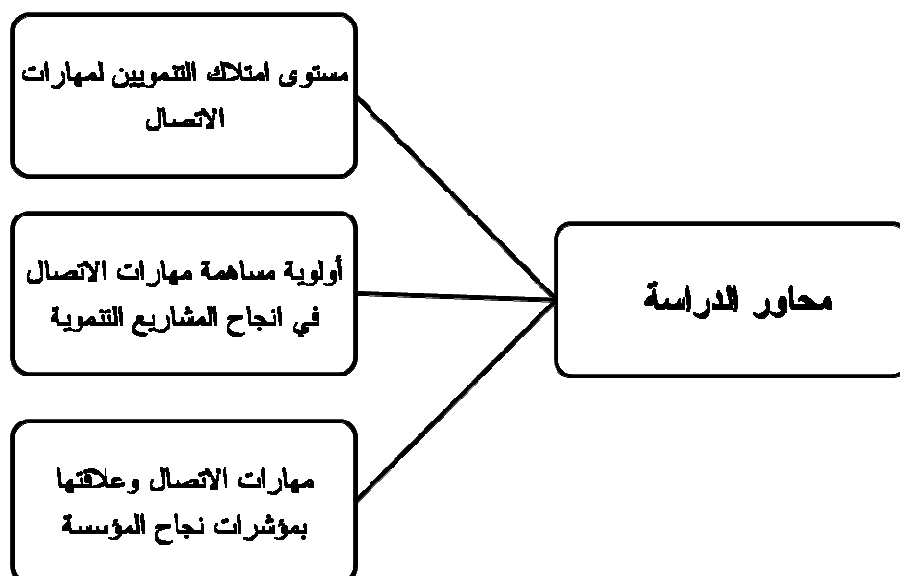 محاور الدراسة
مستوى امتلاك التنمويين لمهارات
الاتصال
أولوية مساهمة مهارات الاتصال
في انجاح المشاريع التنموية
مهارات الاتصال وعلاقتها
بمؤشرات نجاح المؤسسة